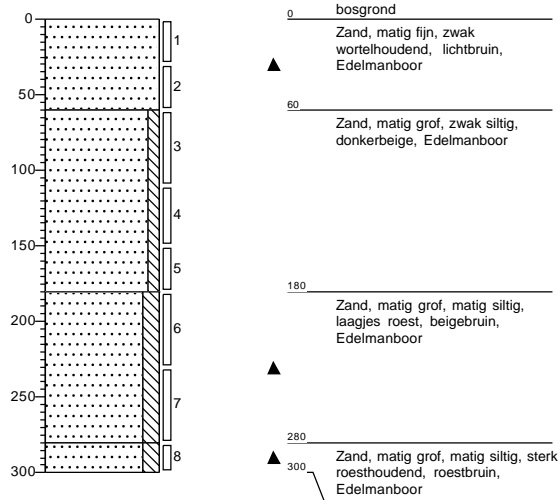 bosgrond
0
0
Zand, matig fijn, zwak
wortelhoudend, lichtbruin,
Edelmanboor
1
2
50
60
Zand, matig grof, zwak siltig,
donkerbeige, Edelmanboor
3
100
4
150
5
180
Zand, matig grof, matig siltig,
laagjes roest, beigebruin,
Edelmanboor
200
6
250
7
280
Zand, matig grof, matig siltig, sterk
roesthoudend, roestbruin,
Edelmanboor
8
300
300